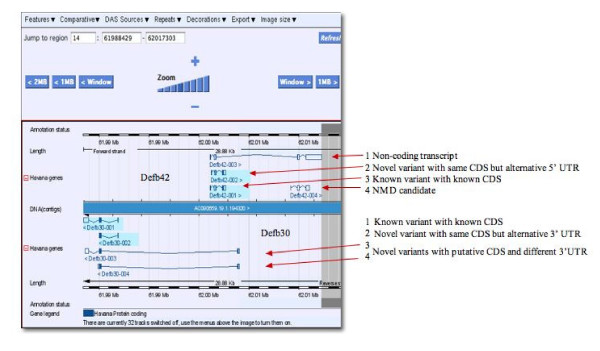 Features▼ Comparative▼ DAS Sources▼ Repeats▼ Decorations▼ Export▼ Image size▼
Jump to region 14 : 61988429 - 62017303 Refresh
+
< 2MB < 1MB < Window Zoom Window > 1MB >
–
Annotation status
61.99 Mb 61.99 Mb 62.00 Mb 62.01 Mb 62.01 Mb
Length Forward strand 28.88 Kb
Defb42-003 >
1 Non-coding transcript
2 Novel variant with same CDS but alternative 5' UTR
Havana genes Defb42 Defb42-002 >
3 Known variant with known CDS
Defb42-001 > Defb42-004 >
4 NMD candidate
DNA(contigs)
< Defb30-001
1 Known variant with known CDS
Defb30
2 Novel variant with same CDS but alternative 3' UTR
< Defb30-002
Havana genes
3
< Defb30-003
4 Novel variants with putative CDS and different 3'UTR
< Defb30-004
Length 28.88 Kb
61.99 Mb 61.99 Mb 62.00 Mb 62.01 Mb 62.01 Mb
Annotation status
Gene legend Havana Protein coding
There are currently 32 tracks switched off, use the menus above the image to turn them on.